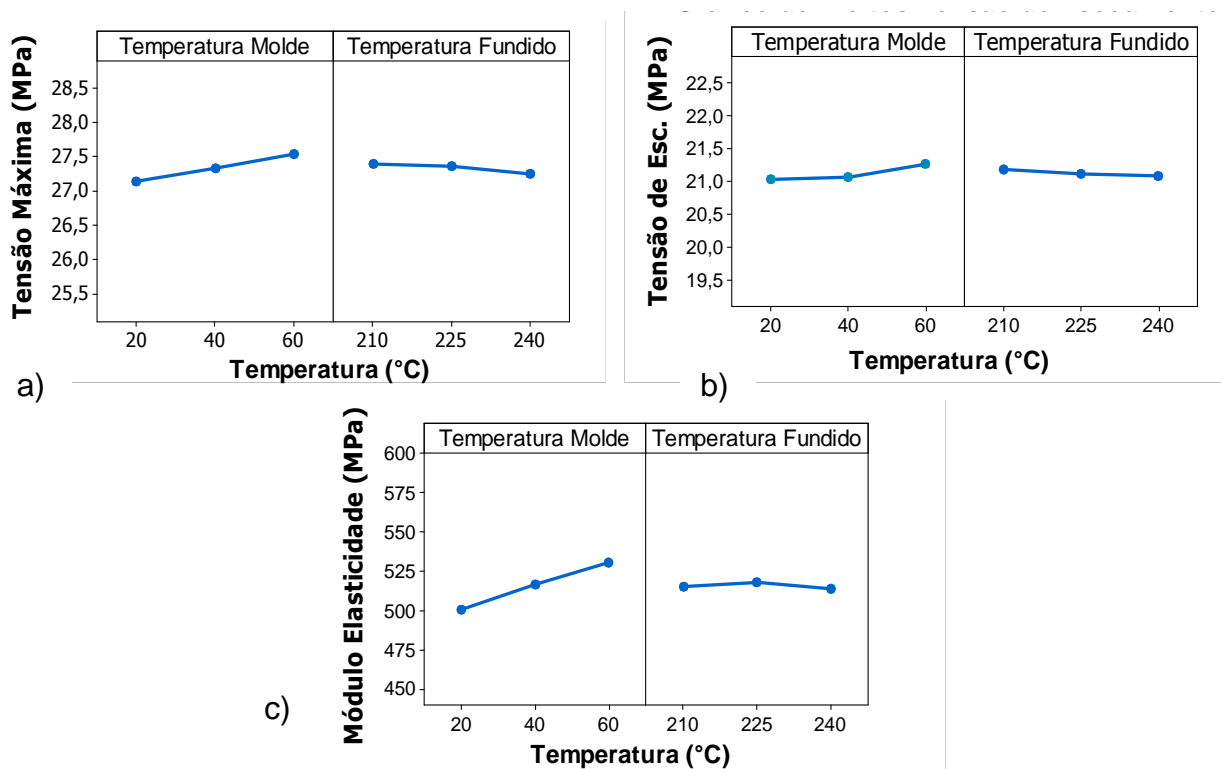 Temperatura Molde Temperatura Fundido
Tensão Máxima (MPa)
28,5
28,0
27,5
27,0
26,5
26,0
25,5
20 40 60 210 225 240
Temperatura (°C)
a)
Temperatura Molde Temperatura Fundido
Tensão de Esc. (MPa)
22,5
22,0
21,5
21,0
20,5
20,0
19,5
20 40 60 210 225 240
Temperatura (°C)
b)
Temperatura Molde Temperatura Fundido
Módulo Elasticidade (MPa)
600
575
550
525
500
475
450
20 40 60 210 225 240
Temperatura (°C)
c)